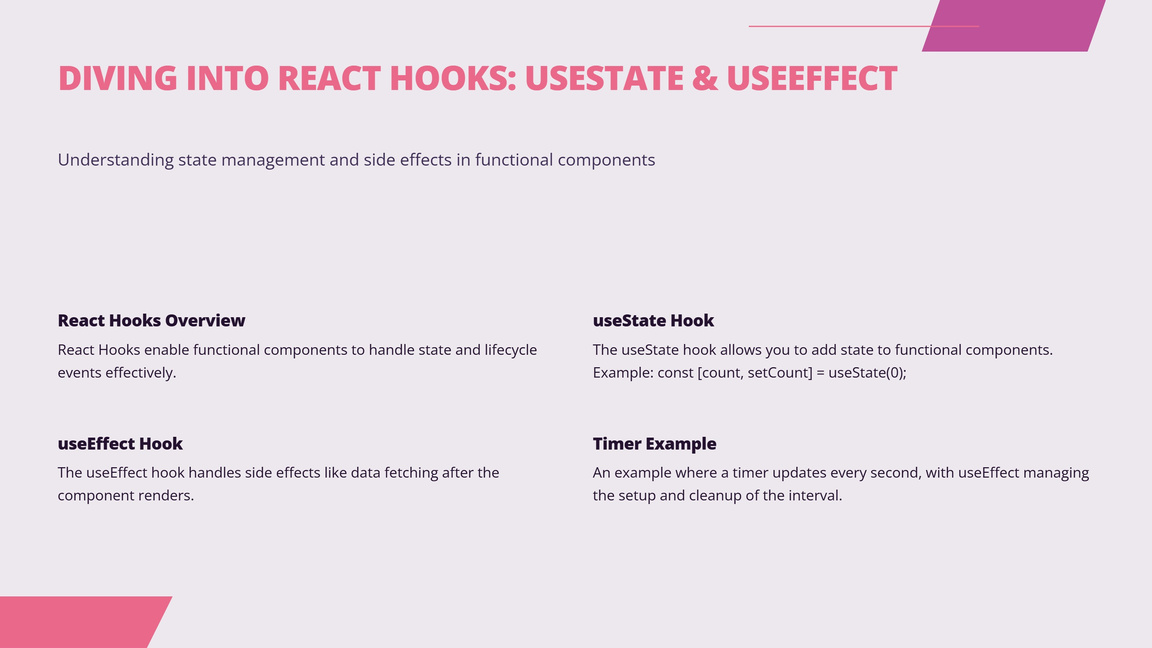 DIVING INTO REACT HOOKS: USESTATE & USEEFFECT
Understanding state management and side effects in functional components
React Hooks Overview
React Hooks enable functional components to handle state and lifecycle
events effectively.
useState Hook
The useState hook allows you to add state to functional components.
Example: const [count, setCount] = useState(0);
useEffect Hook
The useEffect hook handles side effects like data fetching after the
component renders.
Timer Example
An example where a timer updates every second, with useEffect managing
the setup and cleanup of the interval.